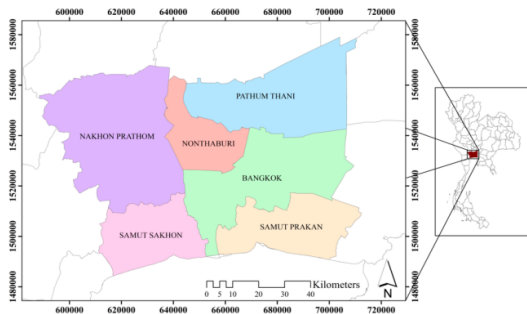 600000 620000 640000 660000 680000 700000 720000
1580000 1580000
1560000 1560000
1540000 1540000
1520000 1520000
1500000 1500000
1480000 1480000
PATHUM THANI
NAKHON PRATHOM
NONTHABURI
BANGKOK
SAMUT SAKHON
SAMUT PRAKAN
Kilometers
0 5 10 20 30 40
N
600000 620000 640000 660000 680000 700000 720000